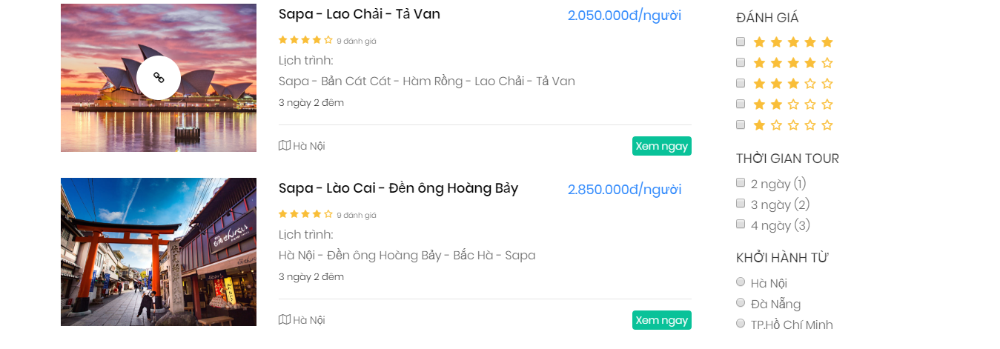 Sapa - Lao Chải - Tả Van
2.050.000đ/người
9 đánh giá
Lịch trình:
Sapa - Bản Cát Cát - Hàm Rồng - Lao Chải - Tả Van
3 ngày 2 đêm
Hà Nội
Xem ngay
Sapa - Lào Cai - Đền ông Hoàng Bảy
2.850.000đ/người
9 đánh giá
Lịch trình:
Hà Nội - Đền ông Hoàng Bảy - Bắc Hà - Sapa
3 ngày 2 đêm
Hà Nội
Xem ngay
ĐÁNH GIÁ
THỜI GIAN TOUR
2 ngày (1)
3 ngày (2)
4 ngày (3)
KHỞI HÀNH TỪ
Hà Nội
Đà Nẵng
TP.Hồ Chí Minh